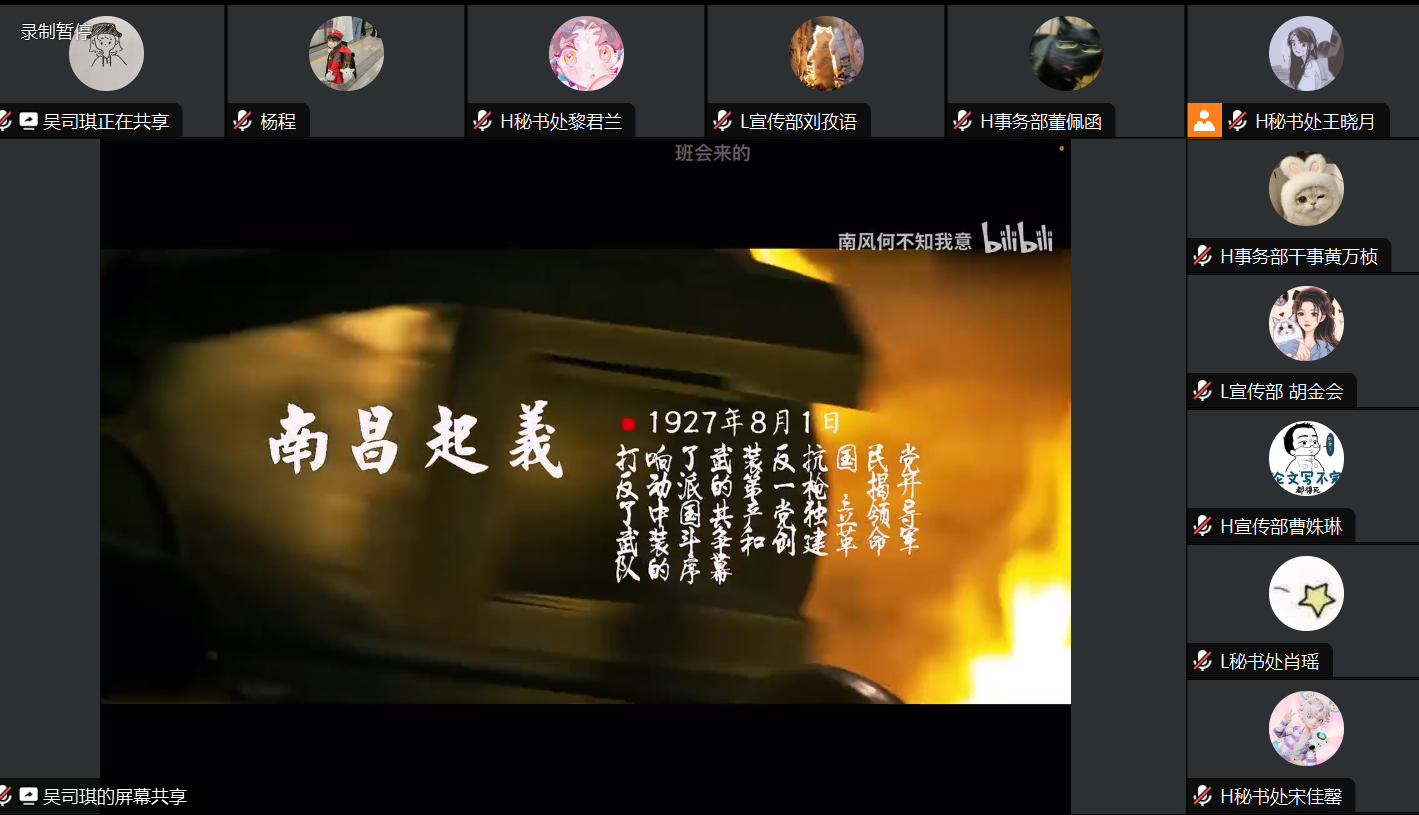 录制暂停
吴司琪正在共享
杨程
H秘书处黎君兰
L宣传部刘孜语
H事务部董佩函
H秘书处王晓月
班会来的
南风何不知我意 bilibili
H事务部干事黄万桢
L宣传部 胡金会
南昌起義
1927年8月1日
打响了武装反抗国民党
反动派的第一枪 揭开
了中国共产党独立领导
武装斗争和创建革命军
队的序幕
论文写不完
都得死
H宣传部曹姝琳
L秘书处肖瑶
H秘书处宋佳馨
吴司琪的屏幕共享